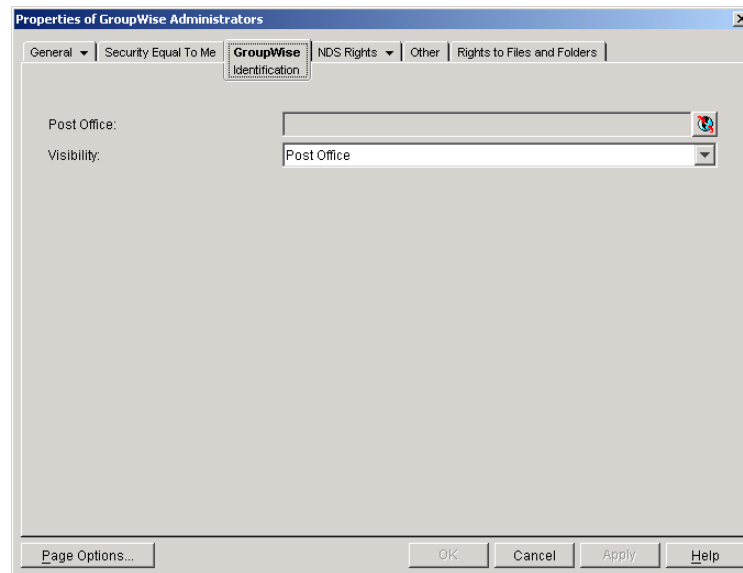 Properties of GroupWise Administrators
General Security Equal To Me GroupWise NDS Rights Other Rights to Files and Folders
Identification
Post Office:
Visibility: Post Office
Page Options... OK Cancel Apply Help